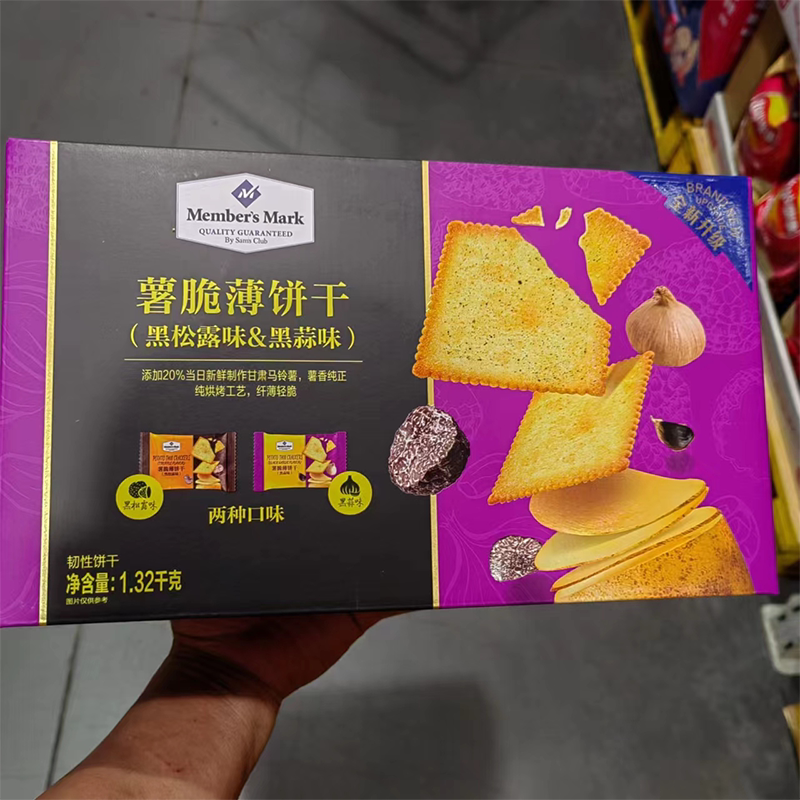 Member's Mark
QUALITY GUARANTEED
By Sam's Club
薯脆薄饼干
(黑松露味&黑蒜味)
添加20%当日新鲜制作甘肃马铃薯，薯香纯正
纯烘烤工艺，纤薄轻脆
黑松露味
黑蒜味
两种口味
韧性饼干
净含量:1.32千克
图片仅供参考
BRAND NEW
UPGRADE
全新升级